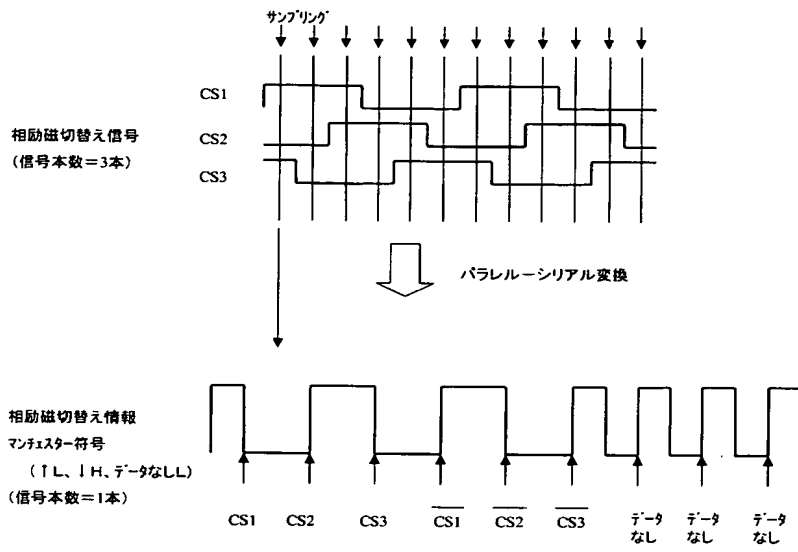 サンプリング
CS1
相励磁切替え信号
CS2
(信号本数=3本)
CS3
パラレルーシリアル変換
相励磁切替え情報
マンチェスター符号
(↑L、↓H、データなしL)
(信号本数=1本)
CS1 CS2 CS3 C̅S̅1̅ C̅S̅2̅ C̅S̅3̅ データ データ データ
なし なし なし